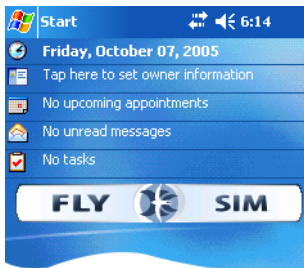 Start 6:14
Friday, October 07, 2005
Tap here to set owner information
No upcoming appointments
No unread messages
No tasks
FLY SIM